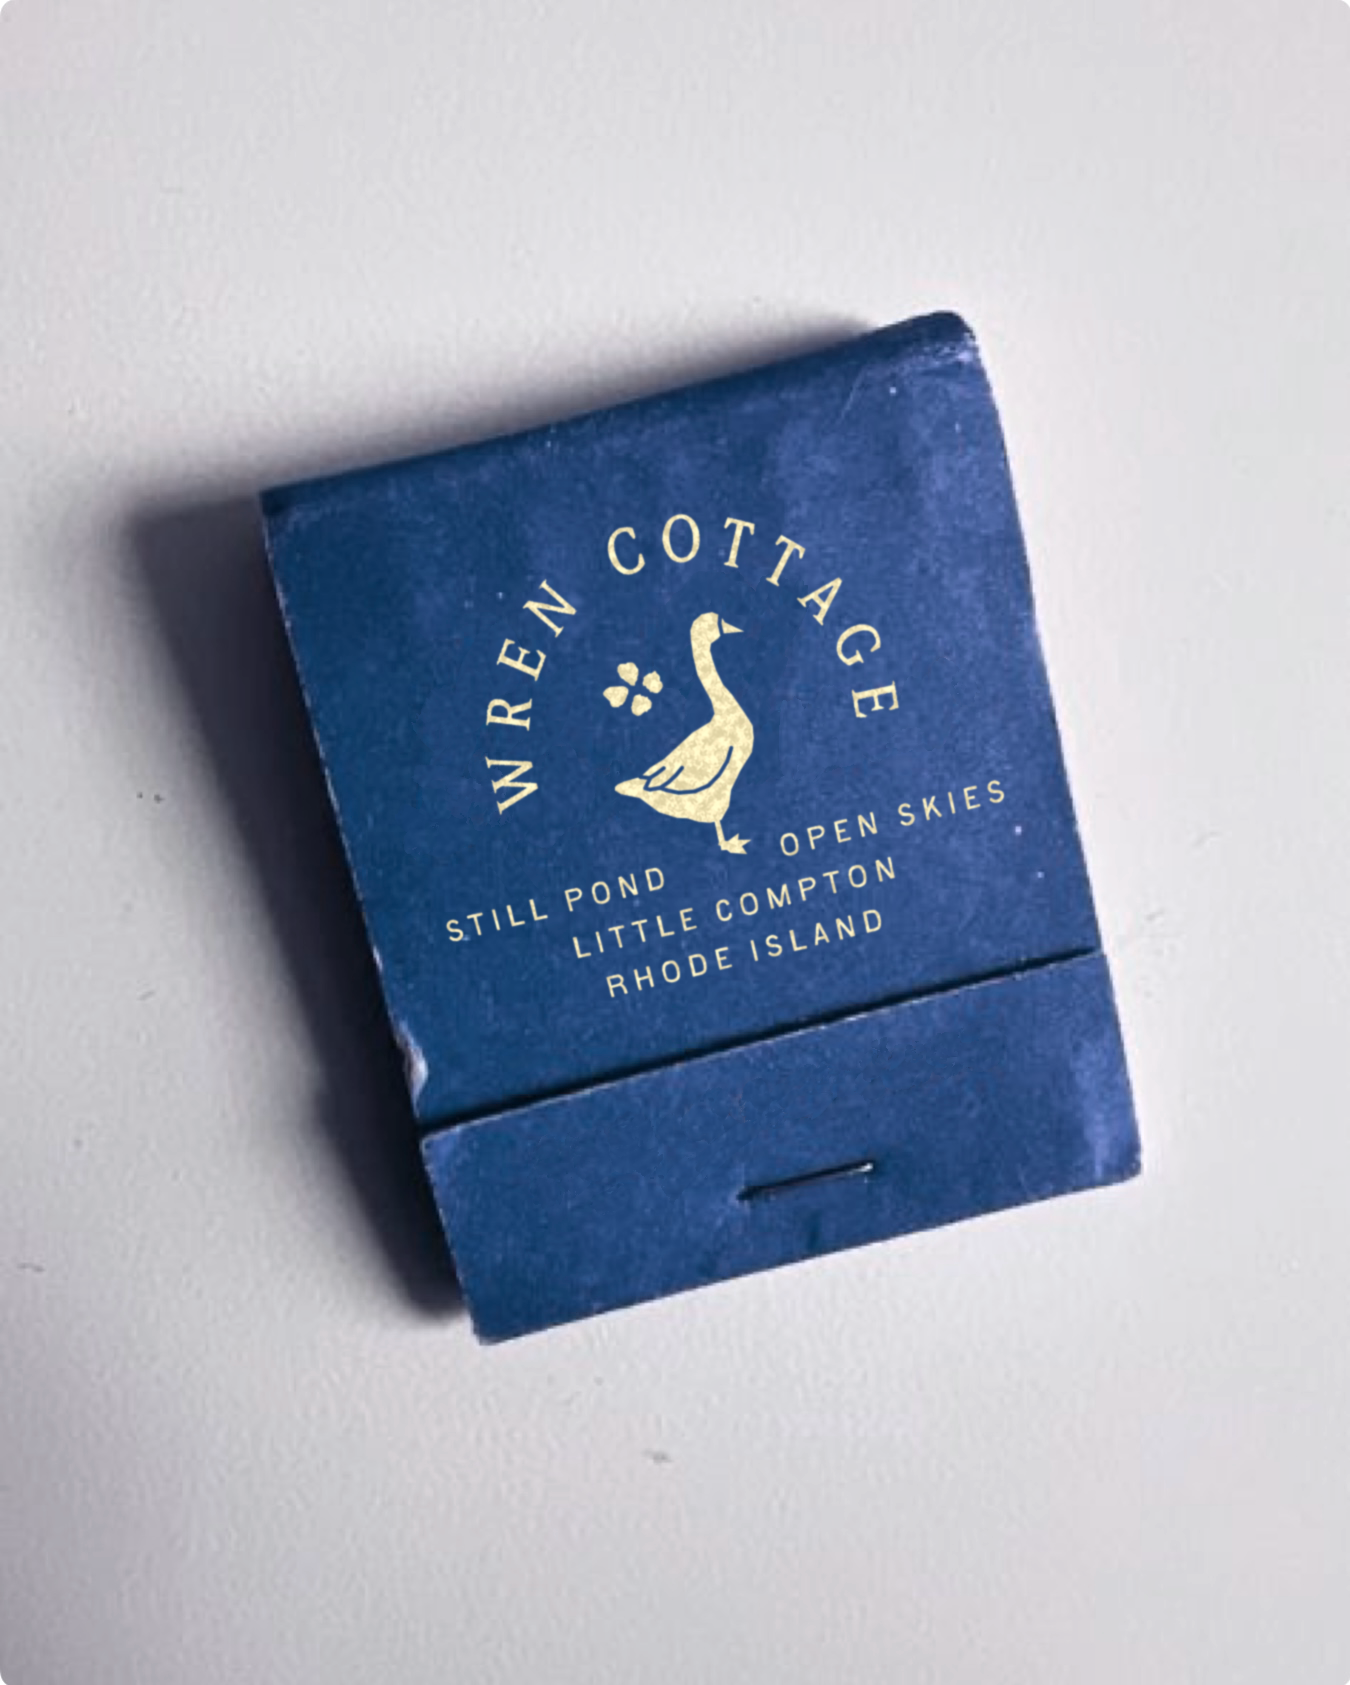 WREN COTTAGE
STILL POND OPEN SKIES
LITTLE COMPTON
RHODE ISLAND